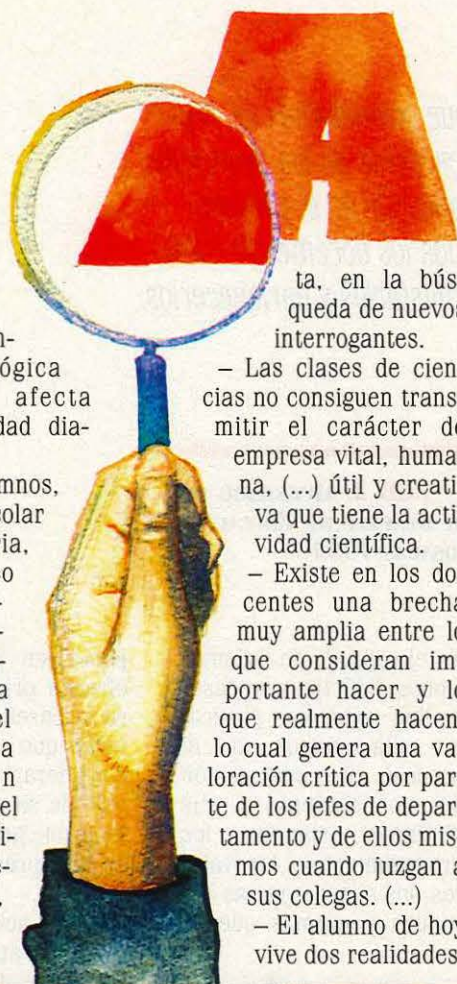 A
n-
ógica
afecta
dad dia-
mnos,
olar
ria,
o
-
-
-
a
el
a
n
el
i-
e-
,
ta, en la bús-
queda de nuevos
interrogantes.
– Las clases de cien-
cias no consiguen trans-
mitir el carácter de
empresa vital, huma-
na, (...) útil y creati-
va que tiene la acti-
vidad científica.
– Existe en los do-
centes una brecha
muy amplia entre lo
que consideran im-
portante hacer y lo
que realmente hacen,
lo cual genera una va-
loración crítica por par-
te de los jefes de depar-
tamento y de ellos mis-
mos cuando juzgan a
sus colegas. (...)
– El alumno de hoy
vive dos realidades